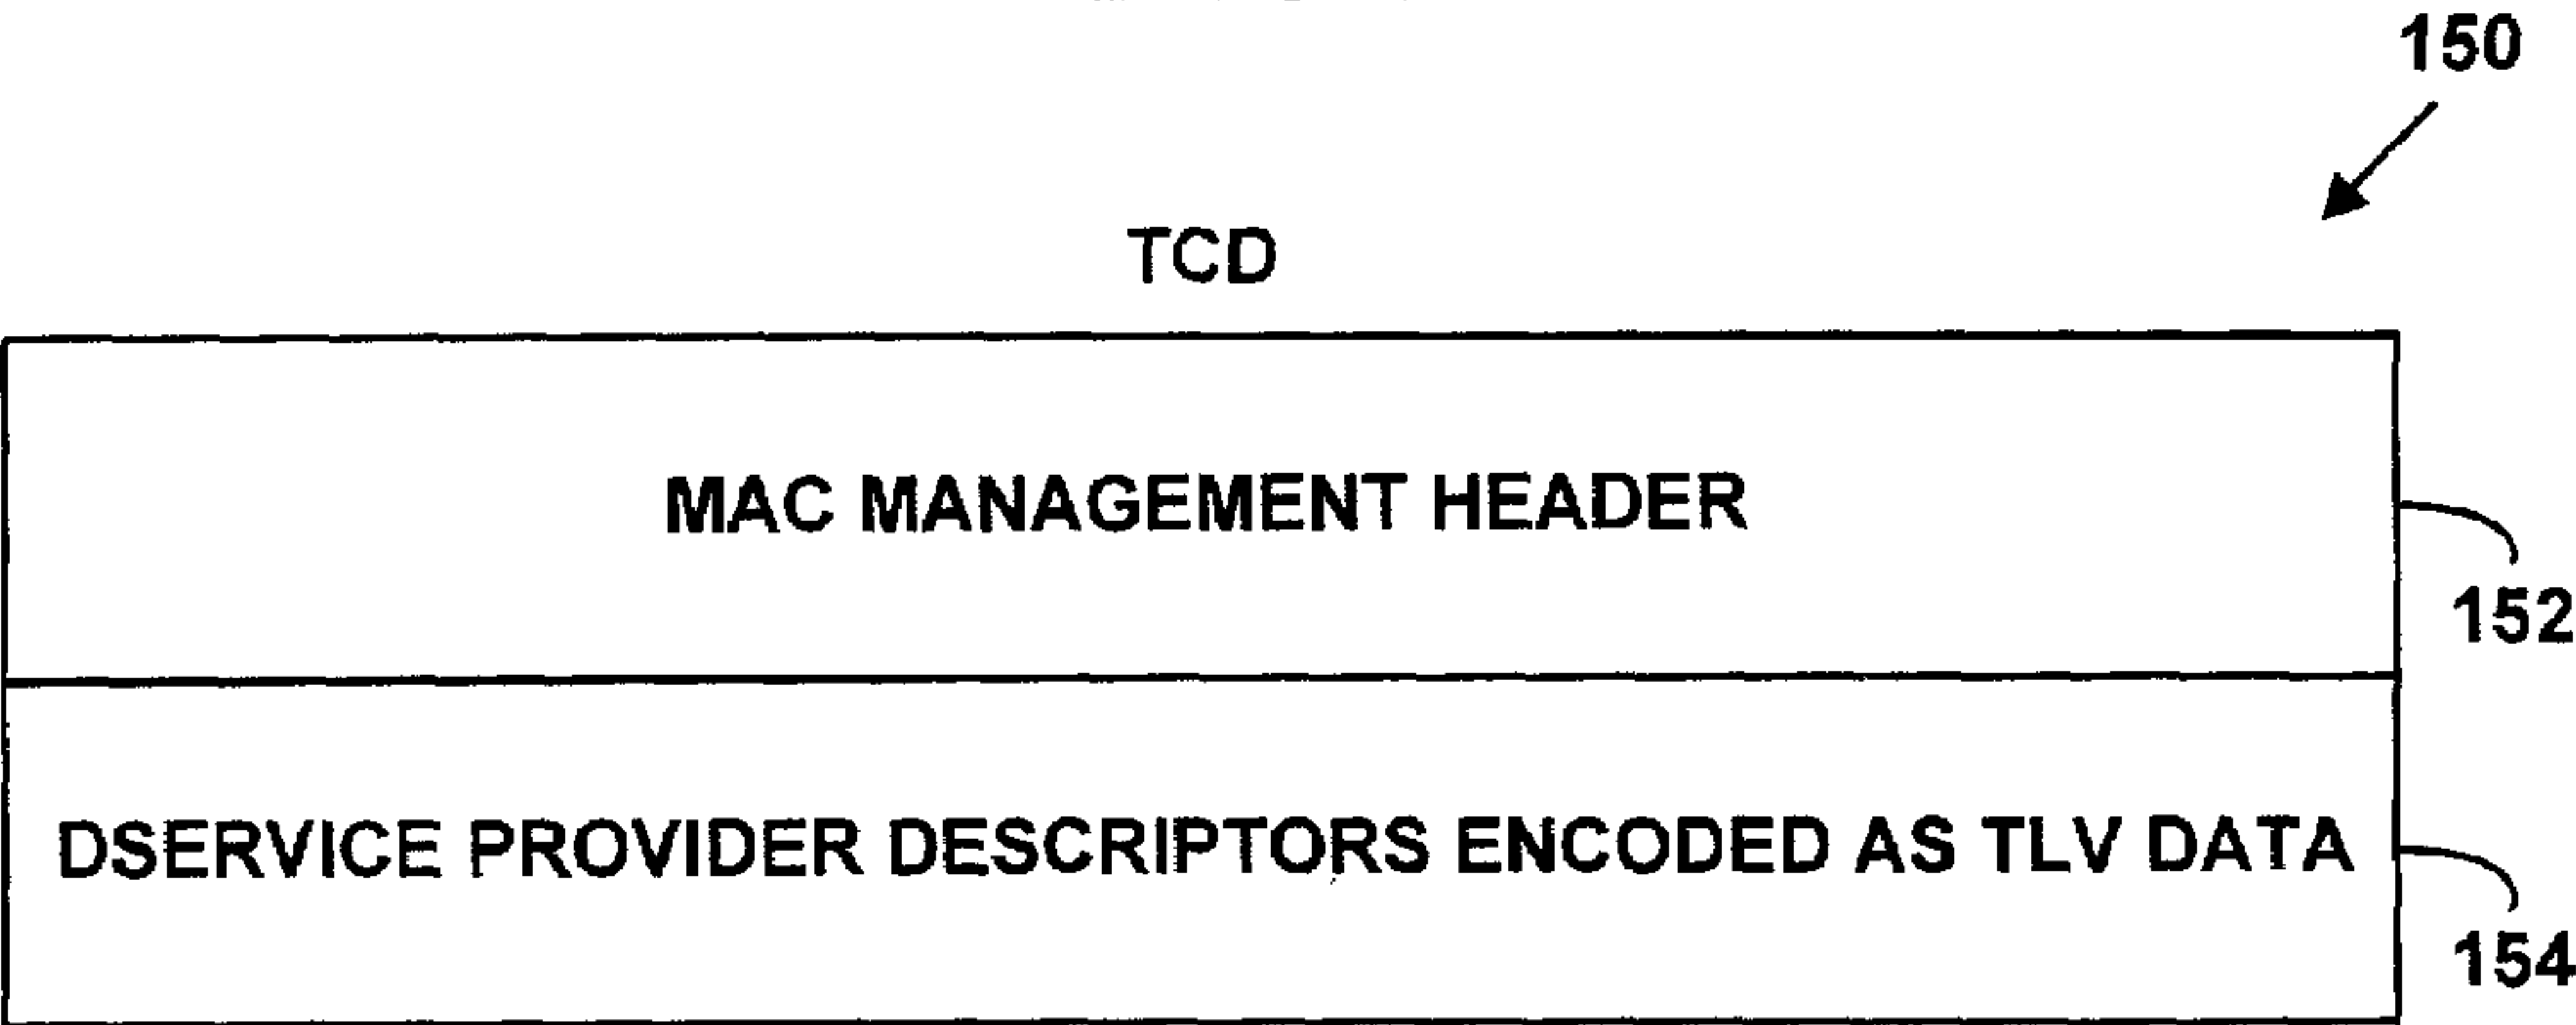 150
TCD
MAC MANAGEMENT HEADER
152
DSERVICE PROVIDER DESCRIPTORS ENCODED AS TLV DATA
154